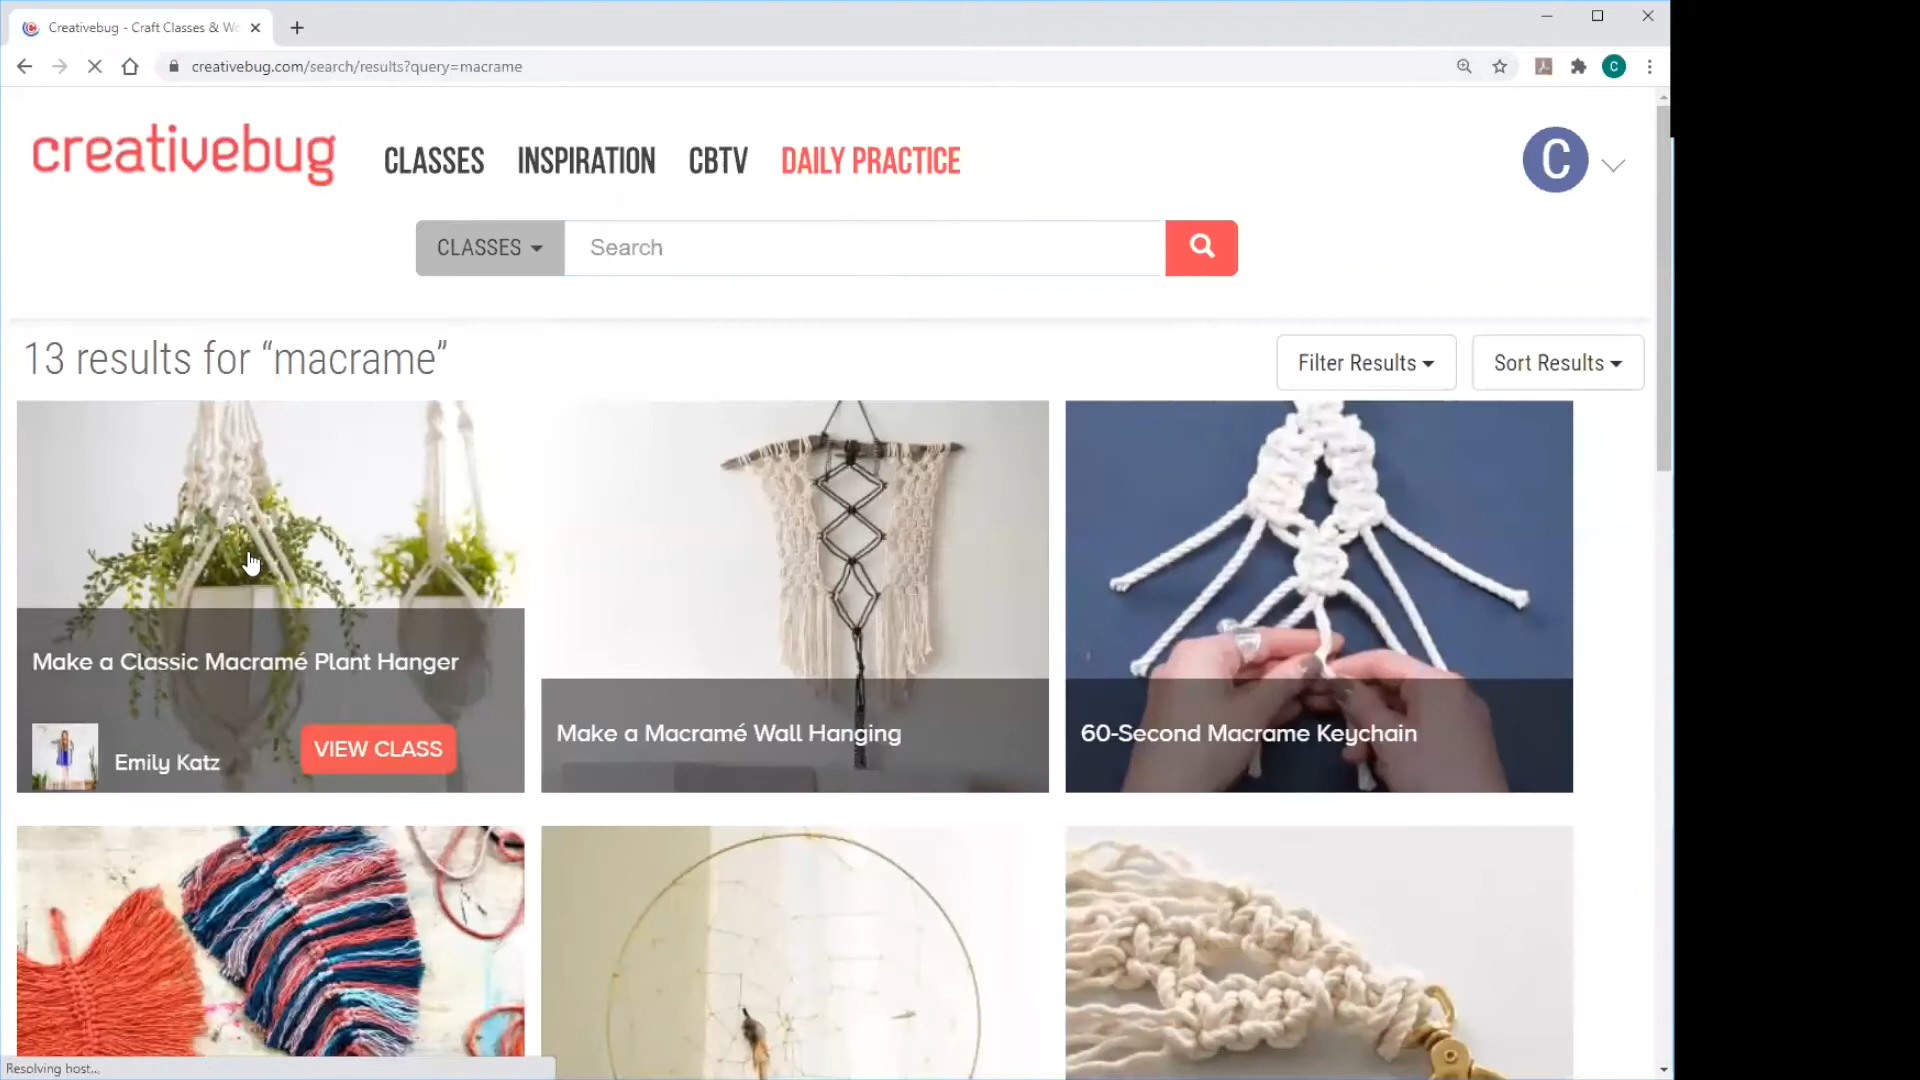 Creativebug - Craft Classes & Wo
creativebug.com/search/results?query=macrame
C
creativebug
CLASSES
INSPIRATION
CBTV
DAILY PRACTICE
C
CLASSES
Search
13 results for “macrame”
Filter Results
Sort Results
Make a Classic Macramé Plant Hanger
Emily Katz
VIEW CLASS
Make a Macramé Wall Hanging
60-Second Macrame Keychain
Resolving host...